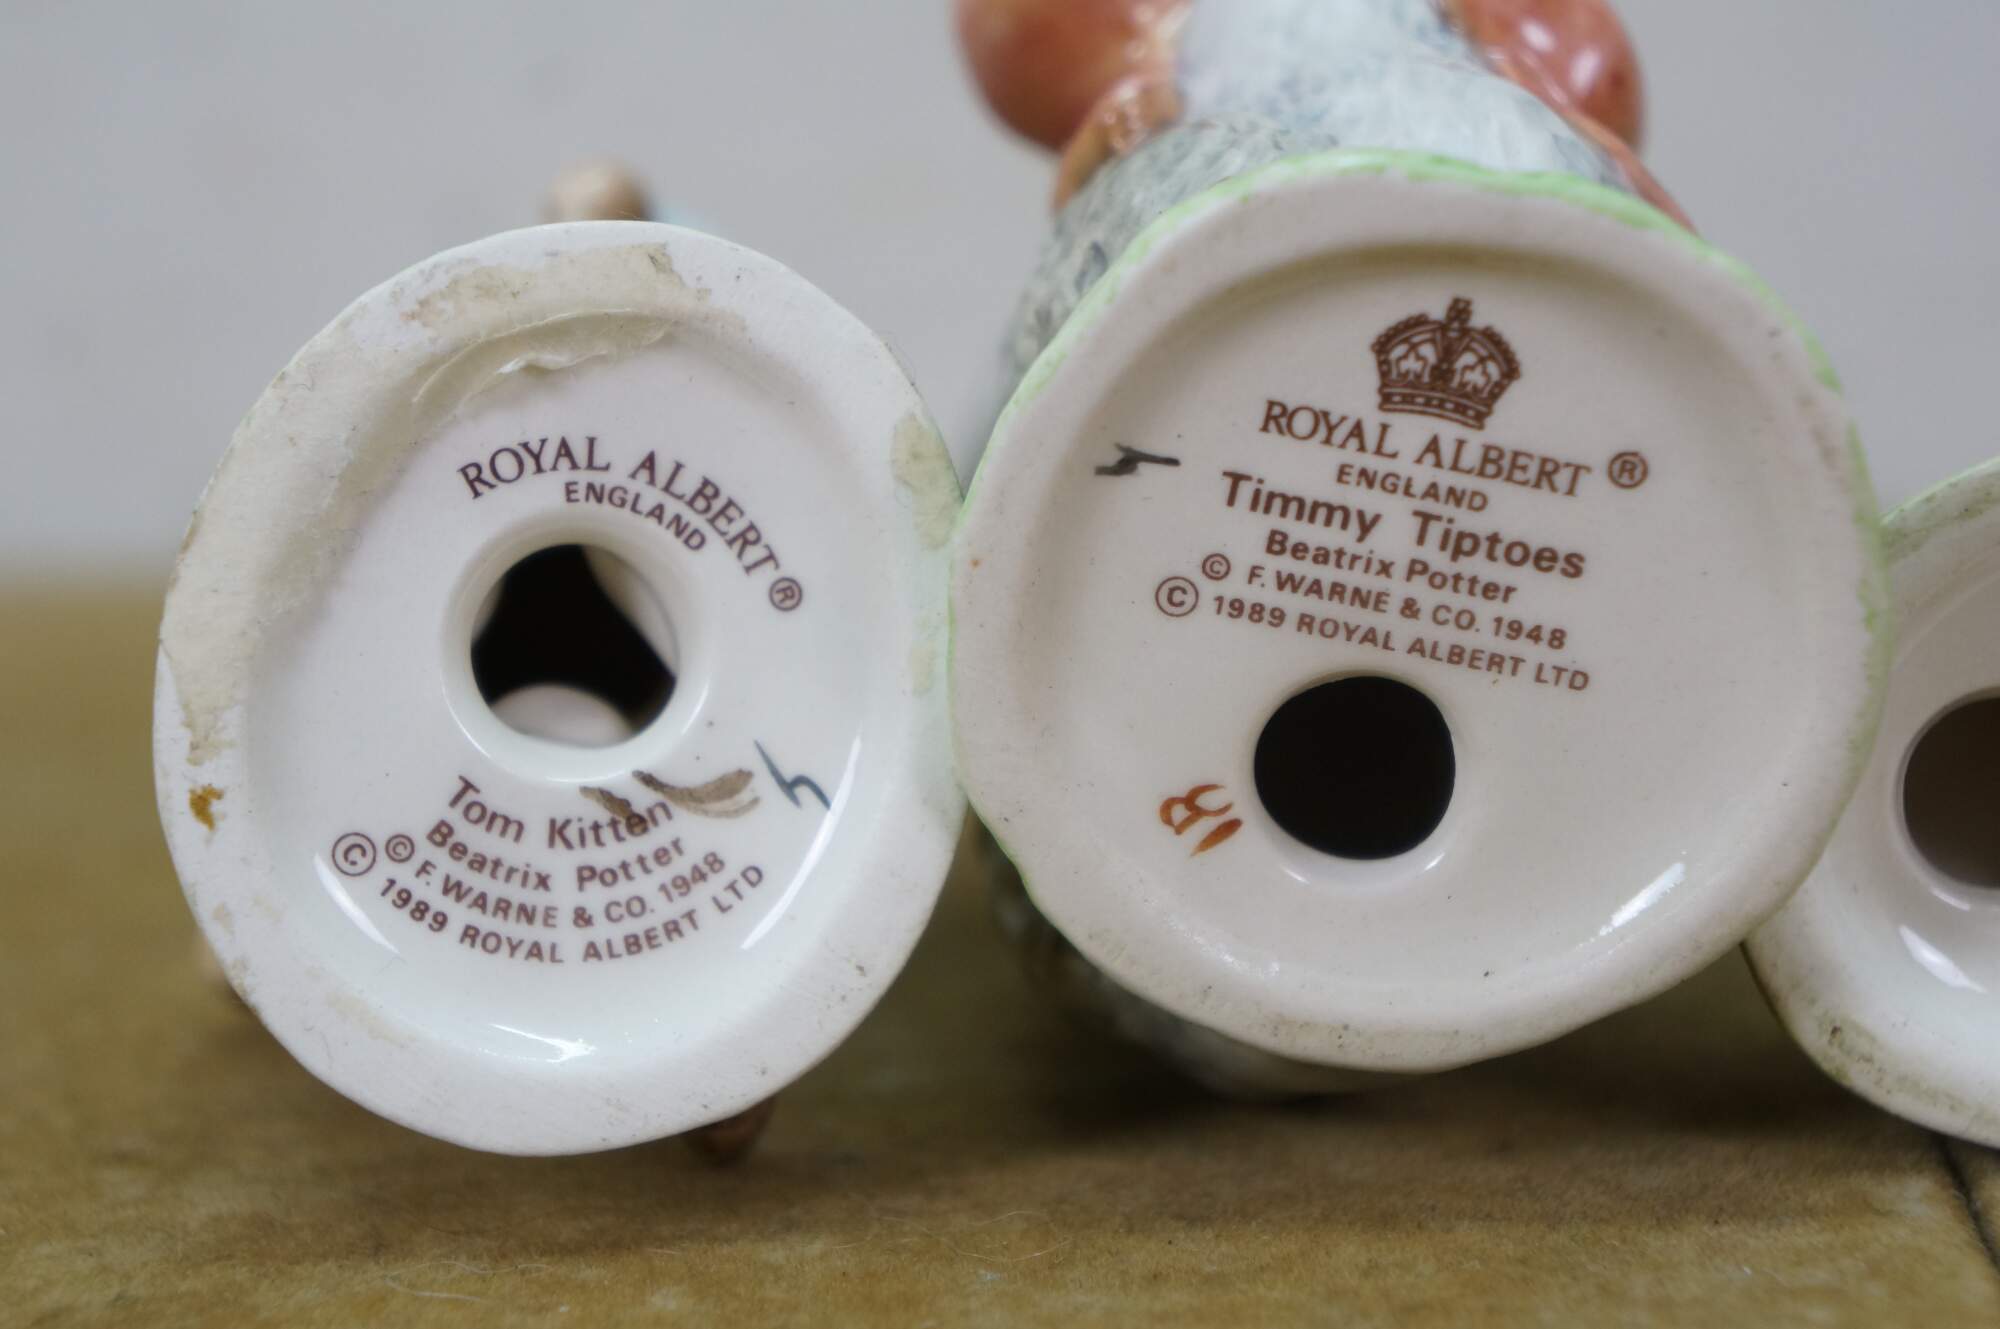 ROYAL ALBERT ®
ENGLAND
Tom Kitten
Beatrix Potter
© F. WARNE & CO. 1948
© 1989 ROYAL ALBERT LTD
ROYAL ALBERT ®
ENGLAND
Timmy Tiptoes
Beatrix Potter
© F. WARNE & CO. 1948
© 1989 ROYAL ALBERT LTD
BC